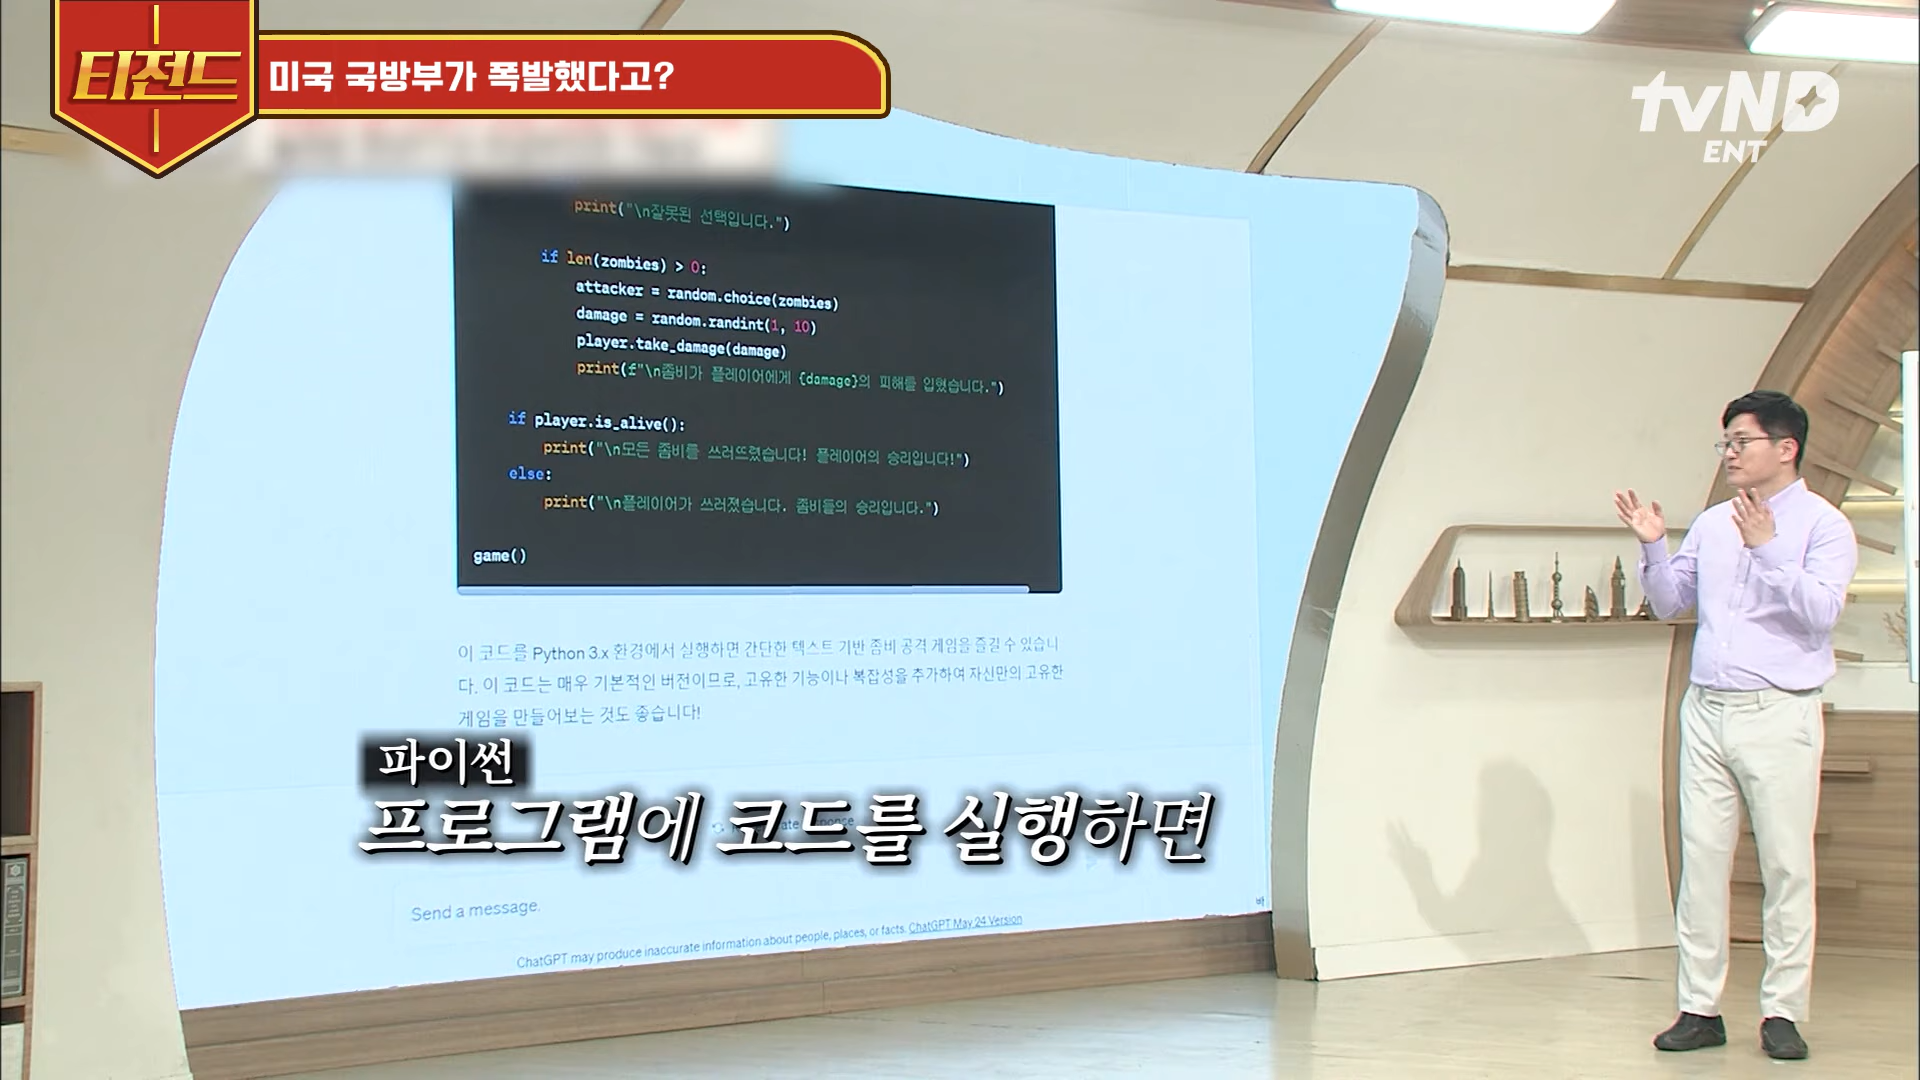 티전드
미국 국방부가 폭발했다고?
tvND
ENT
print("\n잘못된 선택입니다.")
if len(zombies) > 0:
attacker = random.choice(zombies)
damage = random.randint(1, 10)
player.take_damage(damage)
print(f"\n좀비가 플레이어에게 {damage}의 피해를 입혔습니다.")
if player.is_alive():
print("\n모든 좀비를 쓰러뜨렸습니다! 플레이어의 승리입니다!")
else:
print("\n플레이어가 쓰러졌습니다. 좀비들의 승리입니다.")
game()
이 코드를 Python 3.x 환경에서 실행하면 간단한 텍스트 기반 좀비 공격 게임을 즐길 수 있습니
다. 이 코드는 매우 기본적인 버전이므로, 고유한 기능이나 복잡성을 추가하여 자신만의 고유한
게임을 만들어보는 것도 좋습니다!
파이썬
프로그램에 코드를 실행하면
Send a message.
ChatGPT may produce inaccurate information about people, places, or facts. ChatGPT May 24 Version